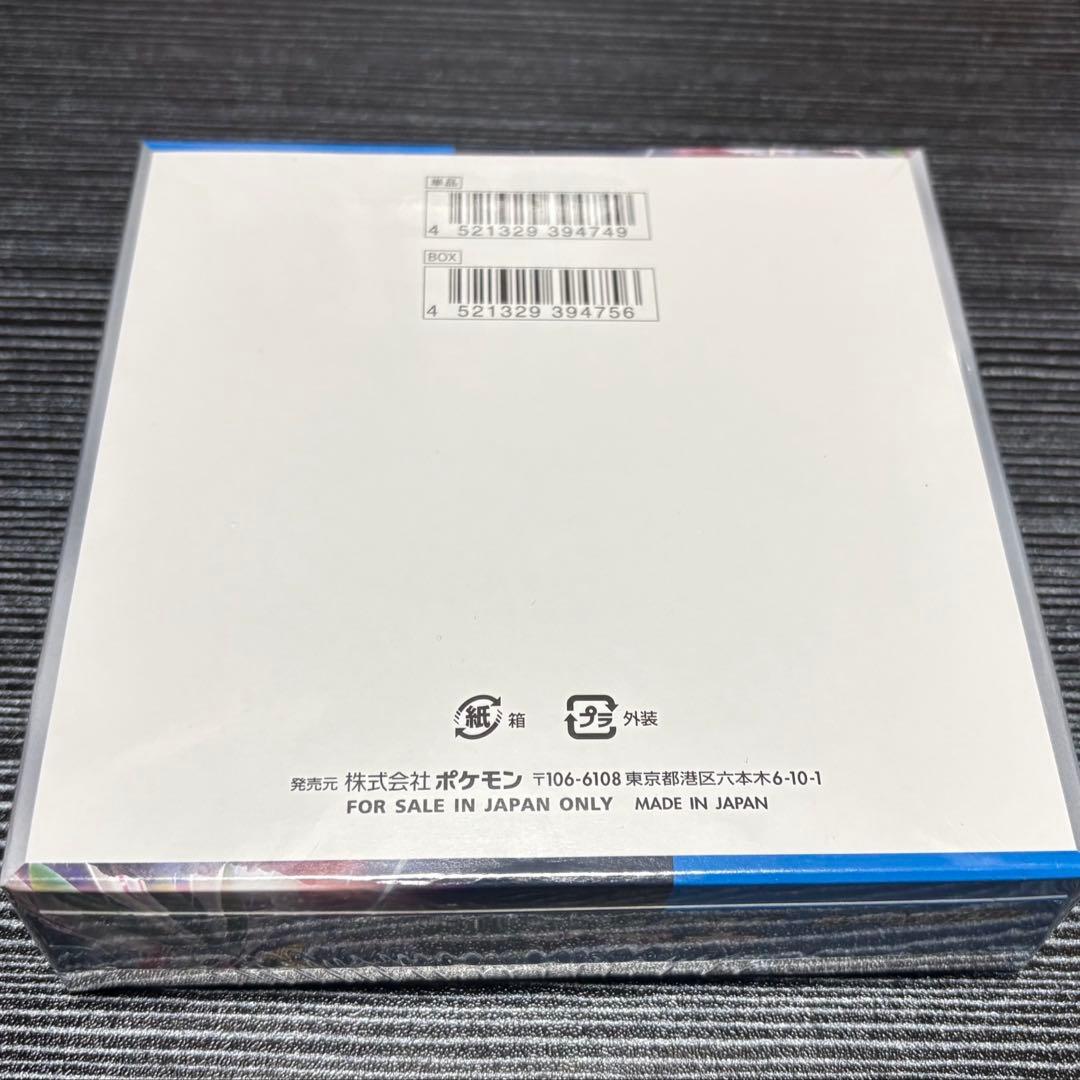 単品
4 521329 394749
BOX
4 521329 394756
紙 箱 プラ 外装
発売元 株式会社 ポケモン 〒106-6108 東京都港区六本木6-10-1
FOR SALE IN JAPAN ONLY MADE IN JAPAN